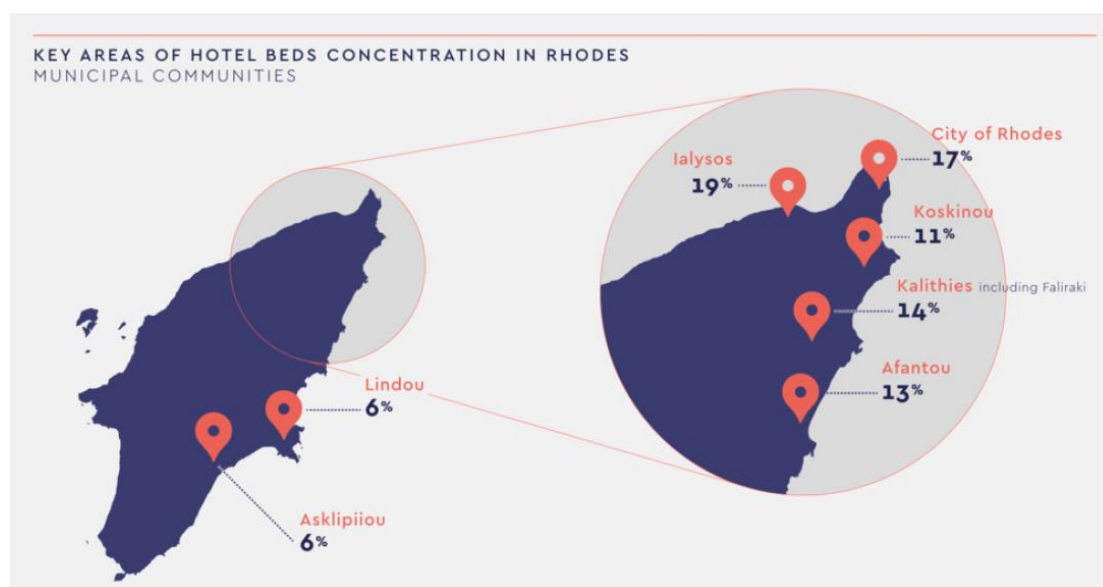 KEY AREAS OF HOTEL BEDS CONCENTRATION IN RHODES
MUNICIPAL COMMUNITIES
City of Rhodes
17%
Ialysos
19%
Koskinou
11%
Kalithies including Faliraki
14%
Afantou
13%
Lindou
6%
Asklipiiou
6%